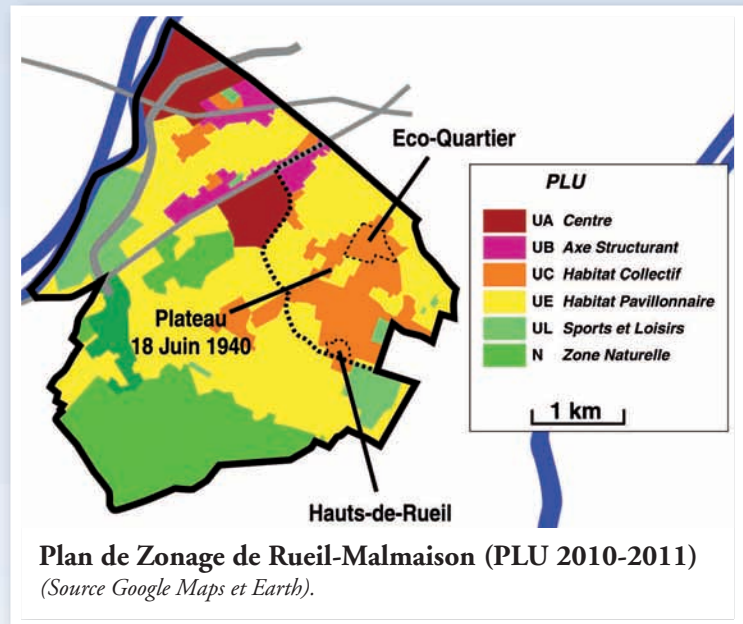 Eco-Quartier
PLU
UA Centre
UB Axe Structurant
UC Habitat Collectif
UE Habitat Pavillonnaire
UL Sports et Loisirs
N Zone Naturelle
1 km
Plateau
18 Juin 1940
Hauts-de-Rueil
Plan de Zonage de Rueil-Malmaison (PLU 2010-2011)
(Source Google Maps et Earth).